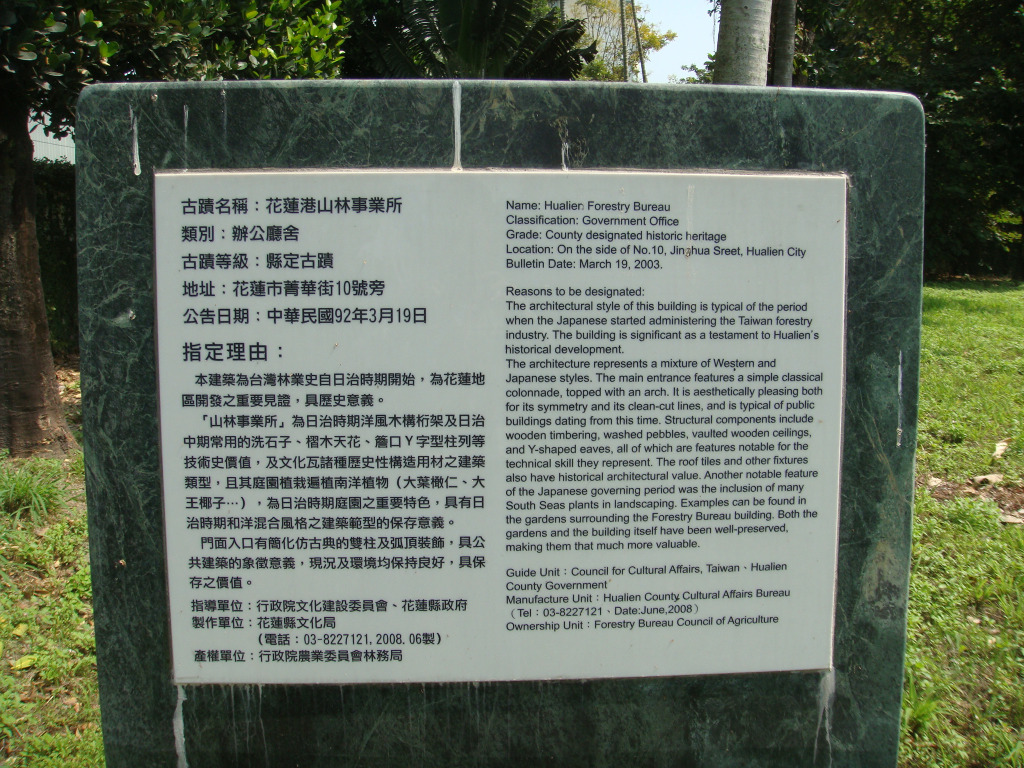 古蹟名稱：花蓮港山林事業所
類別：辦公廳舍
古蹟等級：縣定古蹟
地址：花蓮市菁華街10號旁
公告日期：中華民國92年3月19日
指定理由：
本建築為台灣林業史自日治時期開始，為花蓮地
區開發之重要見證，具歷史意義。
「山林事業所」為日治時期洋風木構桁架及日治
中期常用的洗石子、摺木天花、簷口Y字型柱列等
技術史價值，及文化瓦諸種歷史性構造用材之建築
類型，且其庭園植栽遍植南洋植物（大葉欖仁、大
王椰子…），為日治時期庭園之重要特色，具有日
治時期和洋混合風格之建築範型的保存意義。
門面入口有簡化仿古典的雙柱及弧頂裝飾，具公
共建築的象徵意義，現況及環境均保持良好，具保
存之價值。
指導單位：行政院文化建設委員會、花蓮縣政府
製作單位：花蓮縣文化局
（電話：03-8227121, 2008. 06製）
產權單位：行政院農業委員會林務局
Name: Hualien Forestry Bureau
Classification: Government Office
Grade: County designated historic heritage
Location: On the side of No.10, Jinghua Sreet, Hualien City
Bulletin Date: March 19, 2003.
Reasons to be designated:
The architectural style of this building is typical of the period
when the Japanese started administering the Taiwan forestry
industry. The building is significant as a testament to Hualien's
historical development.
The architecture represents a mixture of Western and
Japanese styles. The main entrance features a simple classical
colonnade, topped with an arch. It is aesthetically pleasing both
for its symmetry and its clean-cut lines, and is typical of public
buildings dating from this time. Structural components include
wooden timbering, washed pebbles, vaulted wooden ceilings,
and Y-shaped eaves, all of which are features notable for the
technical skill they represent. The roof tiles and other fixtures
also have historical architectural value. Another notable feature
of the Japanese governing period was the inclusion of many
South Seas plants in landscaping. Examples can be found in
the gardens surrounding the Forestry Bureau building. Both the
gardens and the building itself have been well-preserved,
making them that much more valuable.
Guide Unit：Council for Cultural Affairs, Taiwan、Hualien
County Government
Manufacture Unit：Hualien County Cultural Affairs Bureau
（Tel：03-8227121、Date:June,2008）
Ownership Unit：Forestry Bureau Council of Agriculture